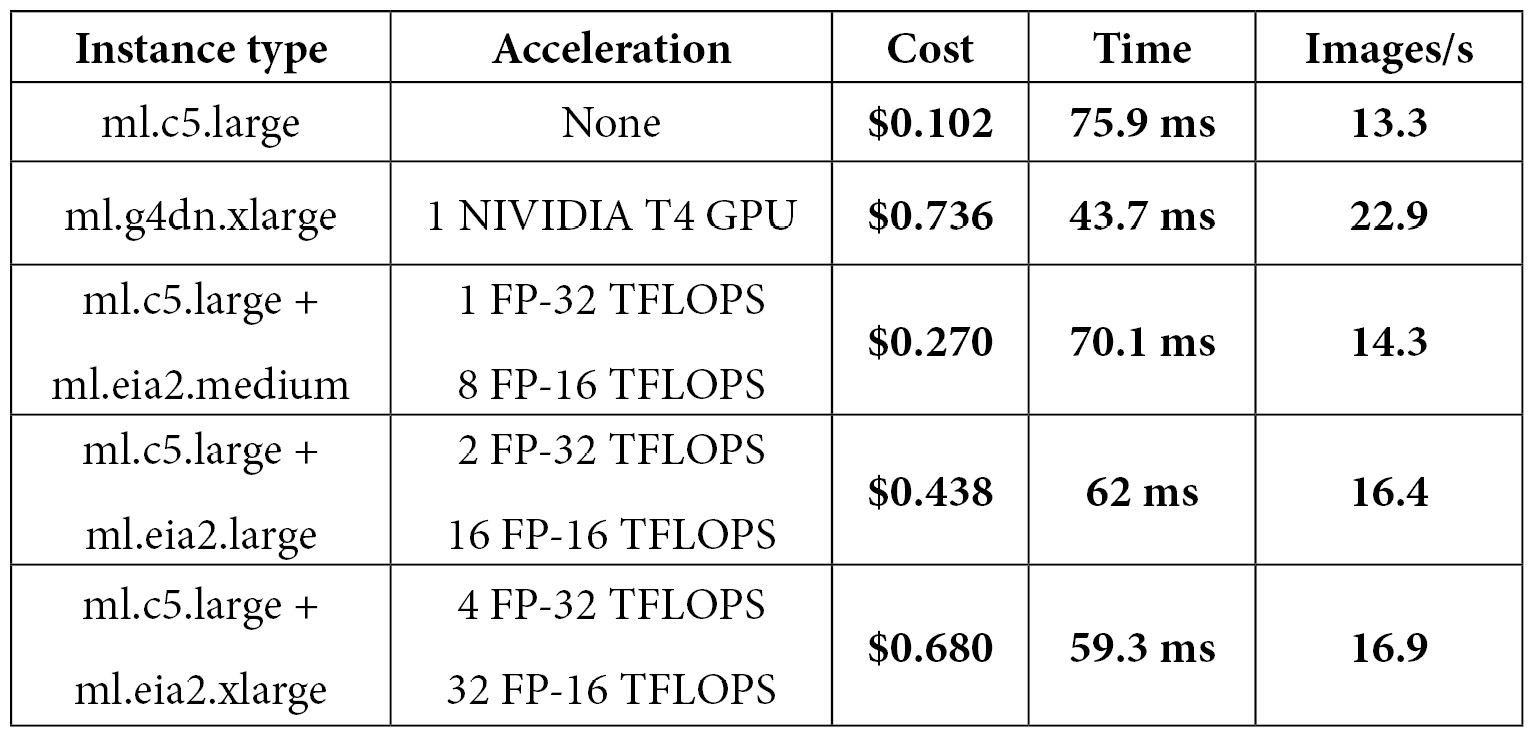 Instance type Acceleration Cost Time Images/s
ml.c5.large None $0.102 75.9 ms 13.3
ml.g4dn.xlarge 1 NIVIDIA T4 GPU $0.736 43.7 ms 22.9
ml.c5.large + 1 FP-32 TFLOPS
$0.270 70.1 ms 14.3
ml.eia2.medium 8 FP-16 TFLOPS
ml.c5.large + 2 FP-32 TFLOPS
$0.438 62 ms 16.4
ml.eia2.large 16 FP-16 TFLOPS
ml.c5.large + 4 FP-32 TFLOPS
$0.680 59.3 ms 16.9
ml.eia2.xlarge 32 FP-16 TFLOPS